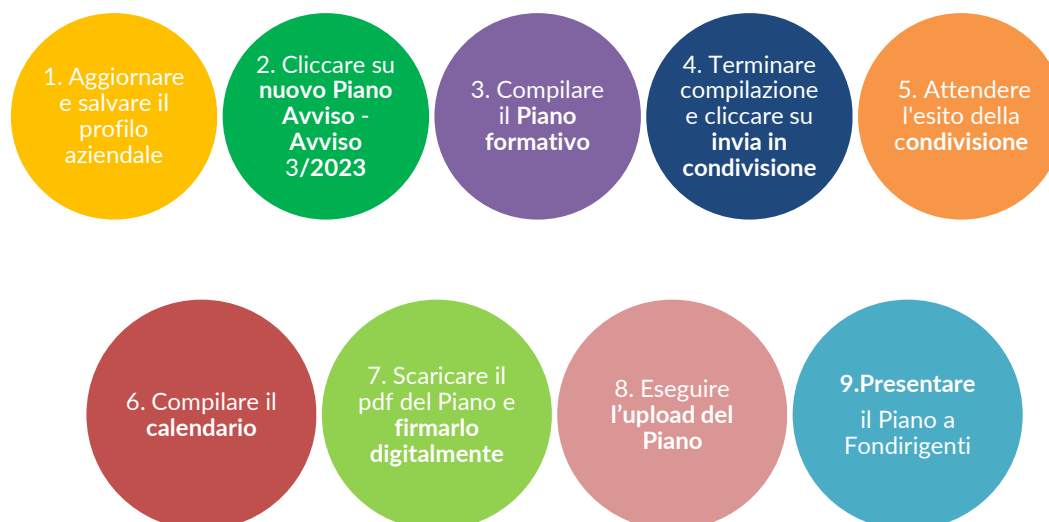 1. Aggiornare
e salvare il
profilo
aziendale
2. Cliccare su
nuovo Piano
Avviso -
Avviso
3/2023
3. Compilare
il Piano
formativo
4. Terminare
compilazione
e cliccare su
invia in
condivisione
5. Attendere
l'esito della
condivisione
6. Compilare il
calendario
7. Scaricare il
pdf del Piano e
firmarlo
digitalmente
8. Eseguire
l’upload del
Piano
9.Presentare
il Piano a
Fondirigenti